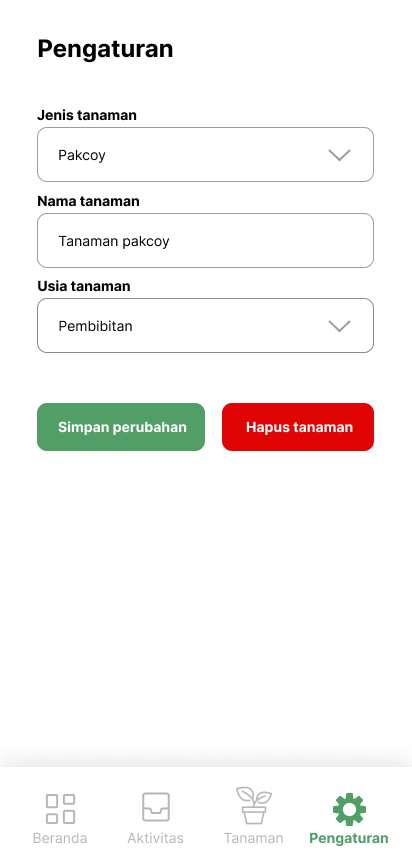 Pengaturan
Jenis tanaman
Pakcoy
Nama tanaman
Tanaman pakcoy
Usia tanaman
Pembibitan
Simpan perubahan
Hapus tanaman
Beranda
Aktivitas
Tanaman
Pengaturan